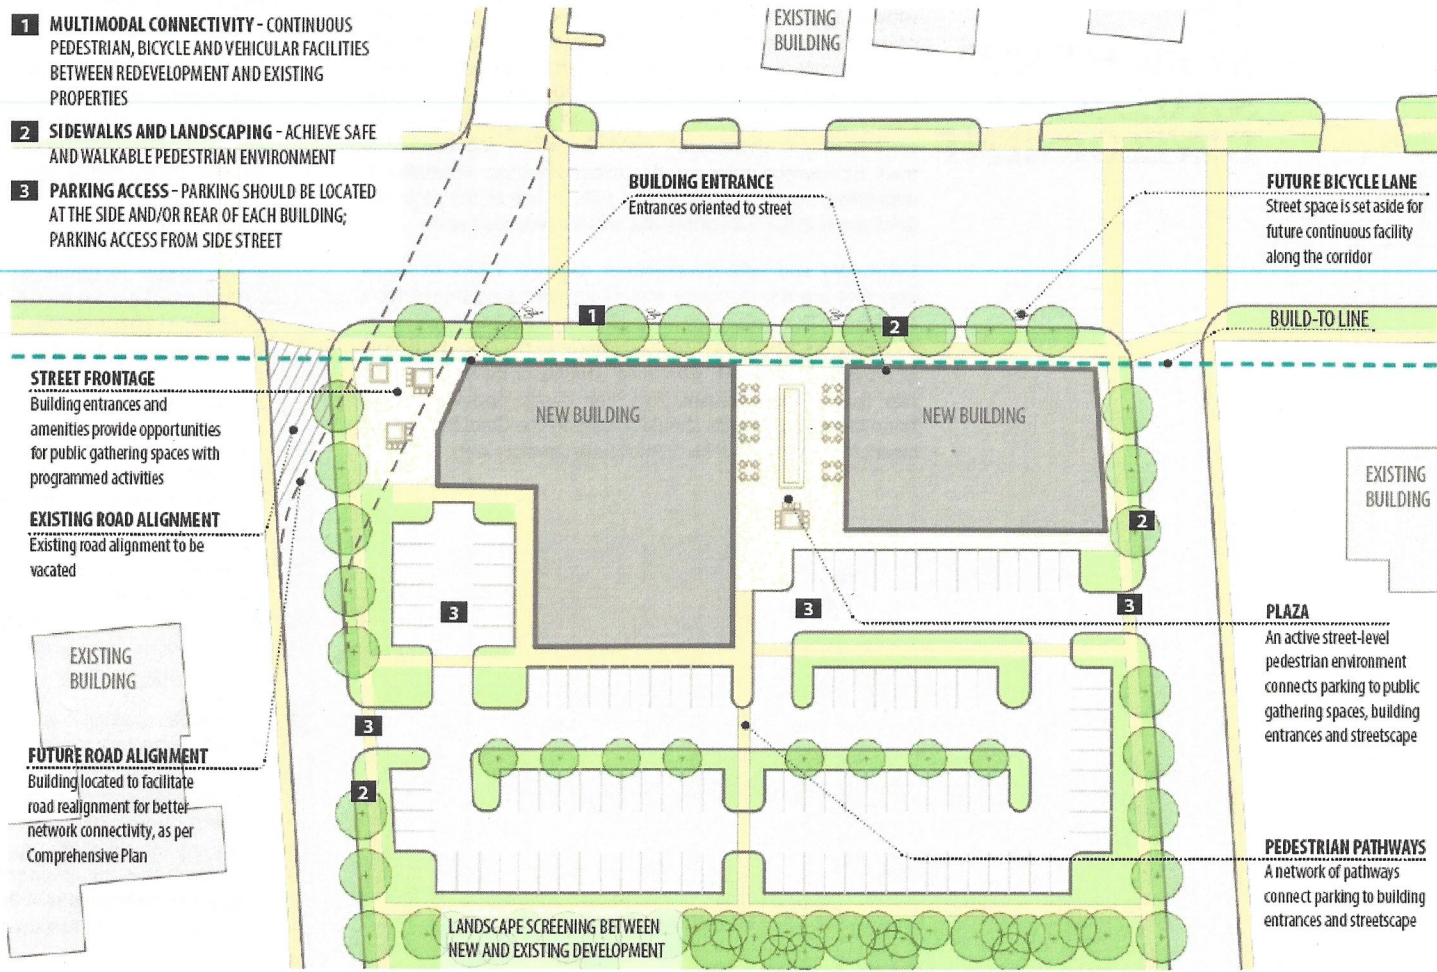 1 MULTIMODAL CONNECTIVITY - CONTINUOUS
PEDESTRIAN, BICYCLE AND VEHICULAR FACILITIES
BETWEEN REDEVELOPMENT AND EXISTING
PROPERTIES
2 SIDEWALKS AND LANDSCAPING - ACHIEVE SAFE
AND WALKABLE PEDESTRIAN ENVIRONMENT
3 PARKING ACCESS - PARKING SHOULD BE LOCATED
AT THE SIDE AND/OR REAR OF EACH BUILDING;
PARKING ACCESS FROM SIDE STREET
EXISTING
BUILDING
BUILDING ENTRANCE
Entrances oriented to street
FUTURE BICYCLE LANE
Street space is set aside for
future continuous facility
along the corridor
1
2
BUILD-TO LINE
STREET FRONTAGE
Building entrances and
amenities provide opportunities
for public gathering spaces with
programmed activities
NEW BUILDING
NEW BUILDING
EXISTING
BUILDING
EXISTING ROAD ALIGNMENT
Existing road alignment to be
vacated
2
3
3
3
PLAZA
An active street-level
pedestrian environment
connects parking to public
gathering spaces, building
entrances and streetscape
EXISTING
BUILDING
3
FUTURE ROAD ALIGNMENT
Building located to facilitate
road realignment for better
network connectivity, as per
Comprehensive Plan
2
PEDESTRIAN PATHWAYS
A network of pathways
connect parking to building
entrances and streetscape
LANDSCAPE SCREENING BETWEEN
NEW AND EXISTING DEVELOPMENT